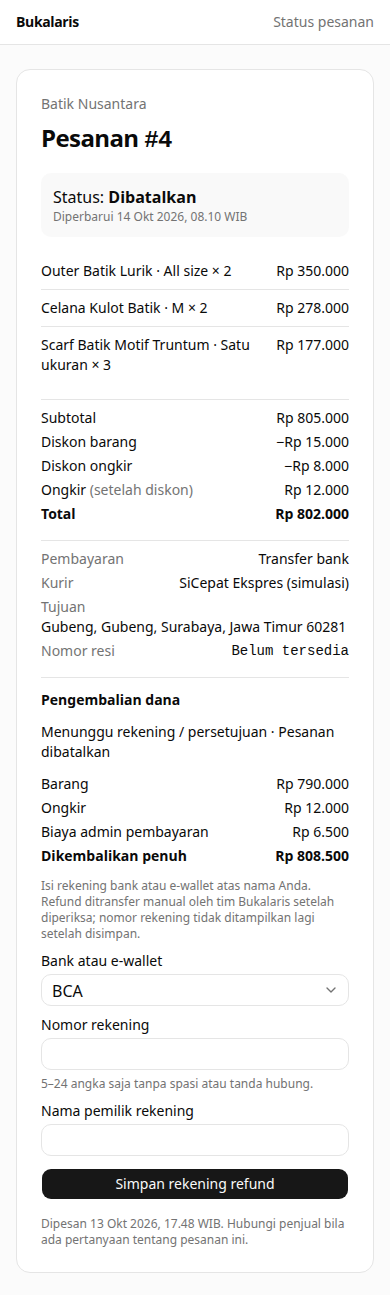 Bukalaris
Status pesanan
Batik Nusantara
Pesanan #4
Status: Dibatalkan
Diperbarui 14 Okt 2026, 08.10 WIB
Outer Batik Lurik · All size × 2 Rp 350.000
Celana Kulot Batik · M × 2 Rp 278.000
Scarf Batik Motif Truntum · Satu Rp 177.000
ukuran × 3
Subtotal Rp 805.000
Diskon barang −Rp 15.000
Diskon ongkir −Rp 8.000
Ongkir (setelah diskon) Rp 12.000
Total Rp 802.000
Pembayaran Transfer bank
Kurir SiCepat Ekspres (simulasi)
Tujuan
Gubeng, Gubeng, Surabaya, Jawa Timur 60281
Nomor resi Belum tersedia
Pengembalian dana
Menunggu rekening / persetujuan · Pesanan
dibatalkan
Barang Rp 790.000
Ongkir Rp 12.000
Biaya admin pembayaran Rp 6.500
Dikembalikan penuh Rp 808.500
Isi rekening bank atau e-wallet atas nama Anda.
Refund ditransfer manual oleh tim Bukalaris setelah
diperiksa; nomor rekening tidak ditampilkan lagi
setelah disimpan.
Bank atau e-wallet
BCA
Nomor rekening
5–24 angka saja tanpa spasi atau tanda hubung.
Nama pemilik rekening
Simpan rekening refund
Dipesan 13 Okt 2026, 17.48 WIB. Hubungi penjual bila
ada pertanyaan tentang pesanan ini.